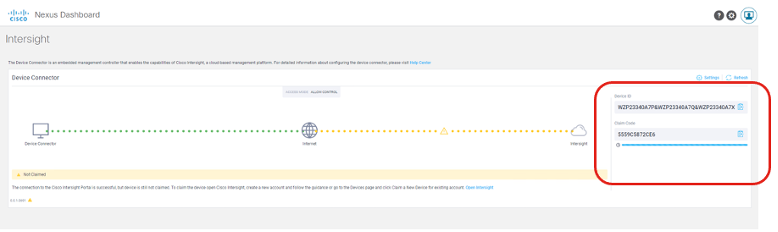 CISCO Nexus Dashboard
Intersight
The Device Connector is an embedded management controller that enables the capabilities of Cisco Intersight, a cloud-based management platform. For detailed information about configuring the device connector, please visit Help Center
Device Connector
Settings Refresh
ACCESS MODE ALLOW CONTROL
Device ID
WZP23340A7P&WZP23340A7Q&WZP23340A7X
Claim Code
5559C5872CE6
Device Connector Internet Intersight
Not Claimed
The connection to the Cisco Intersight Portal is successful, but device is still not claimed. To claim the device open Cisco Intersight, create a new account and follow the guidance or go to the Devices page and click Claim a New Device for existing account. Open Intersight